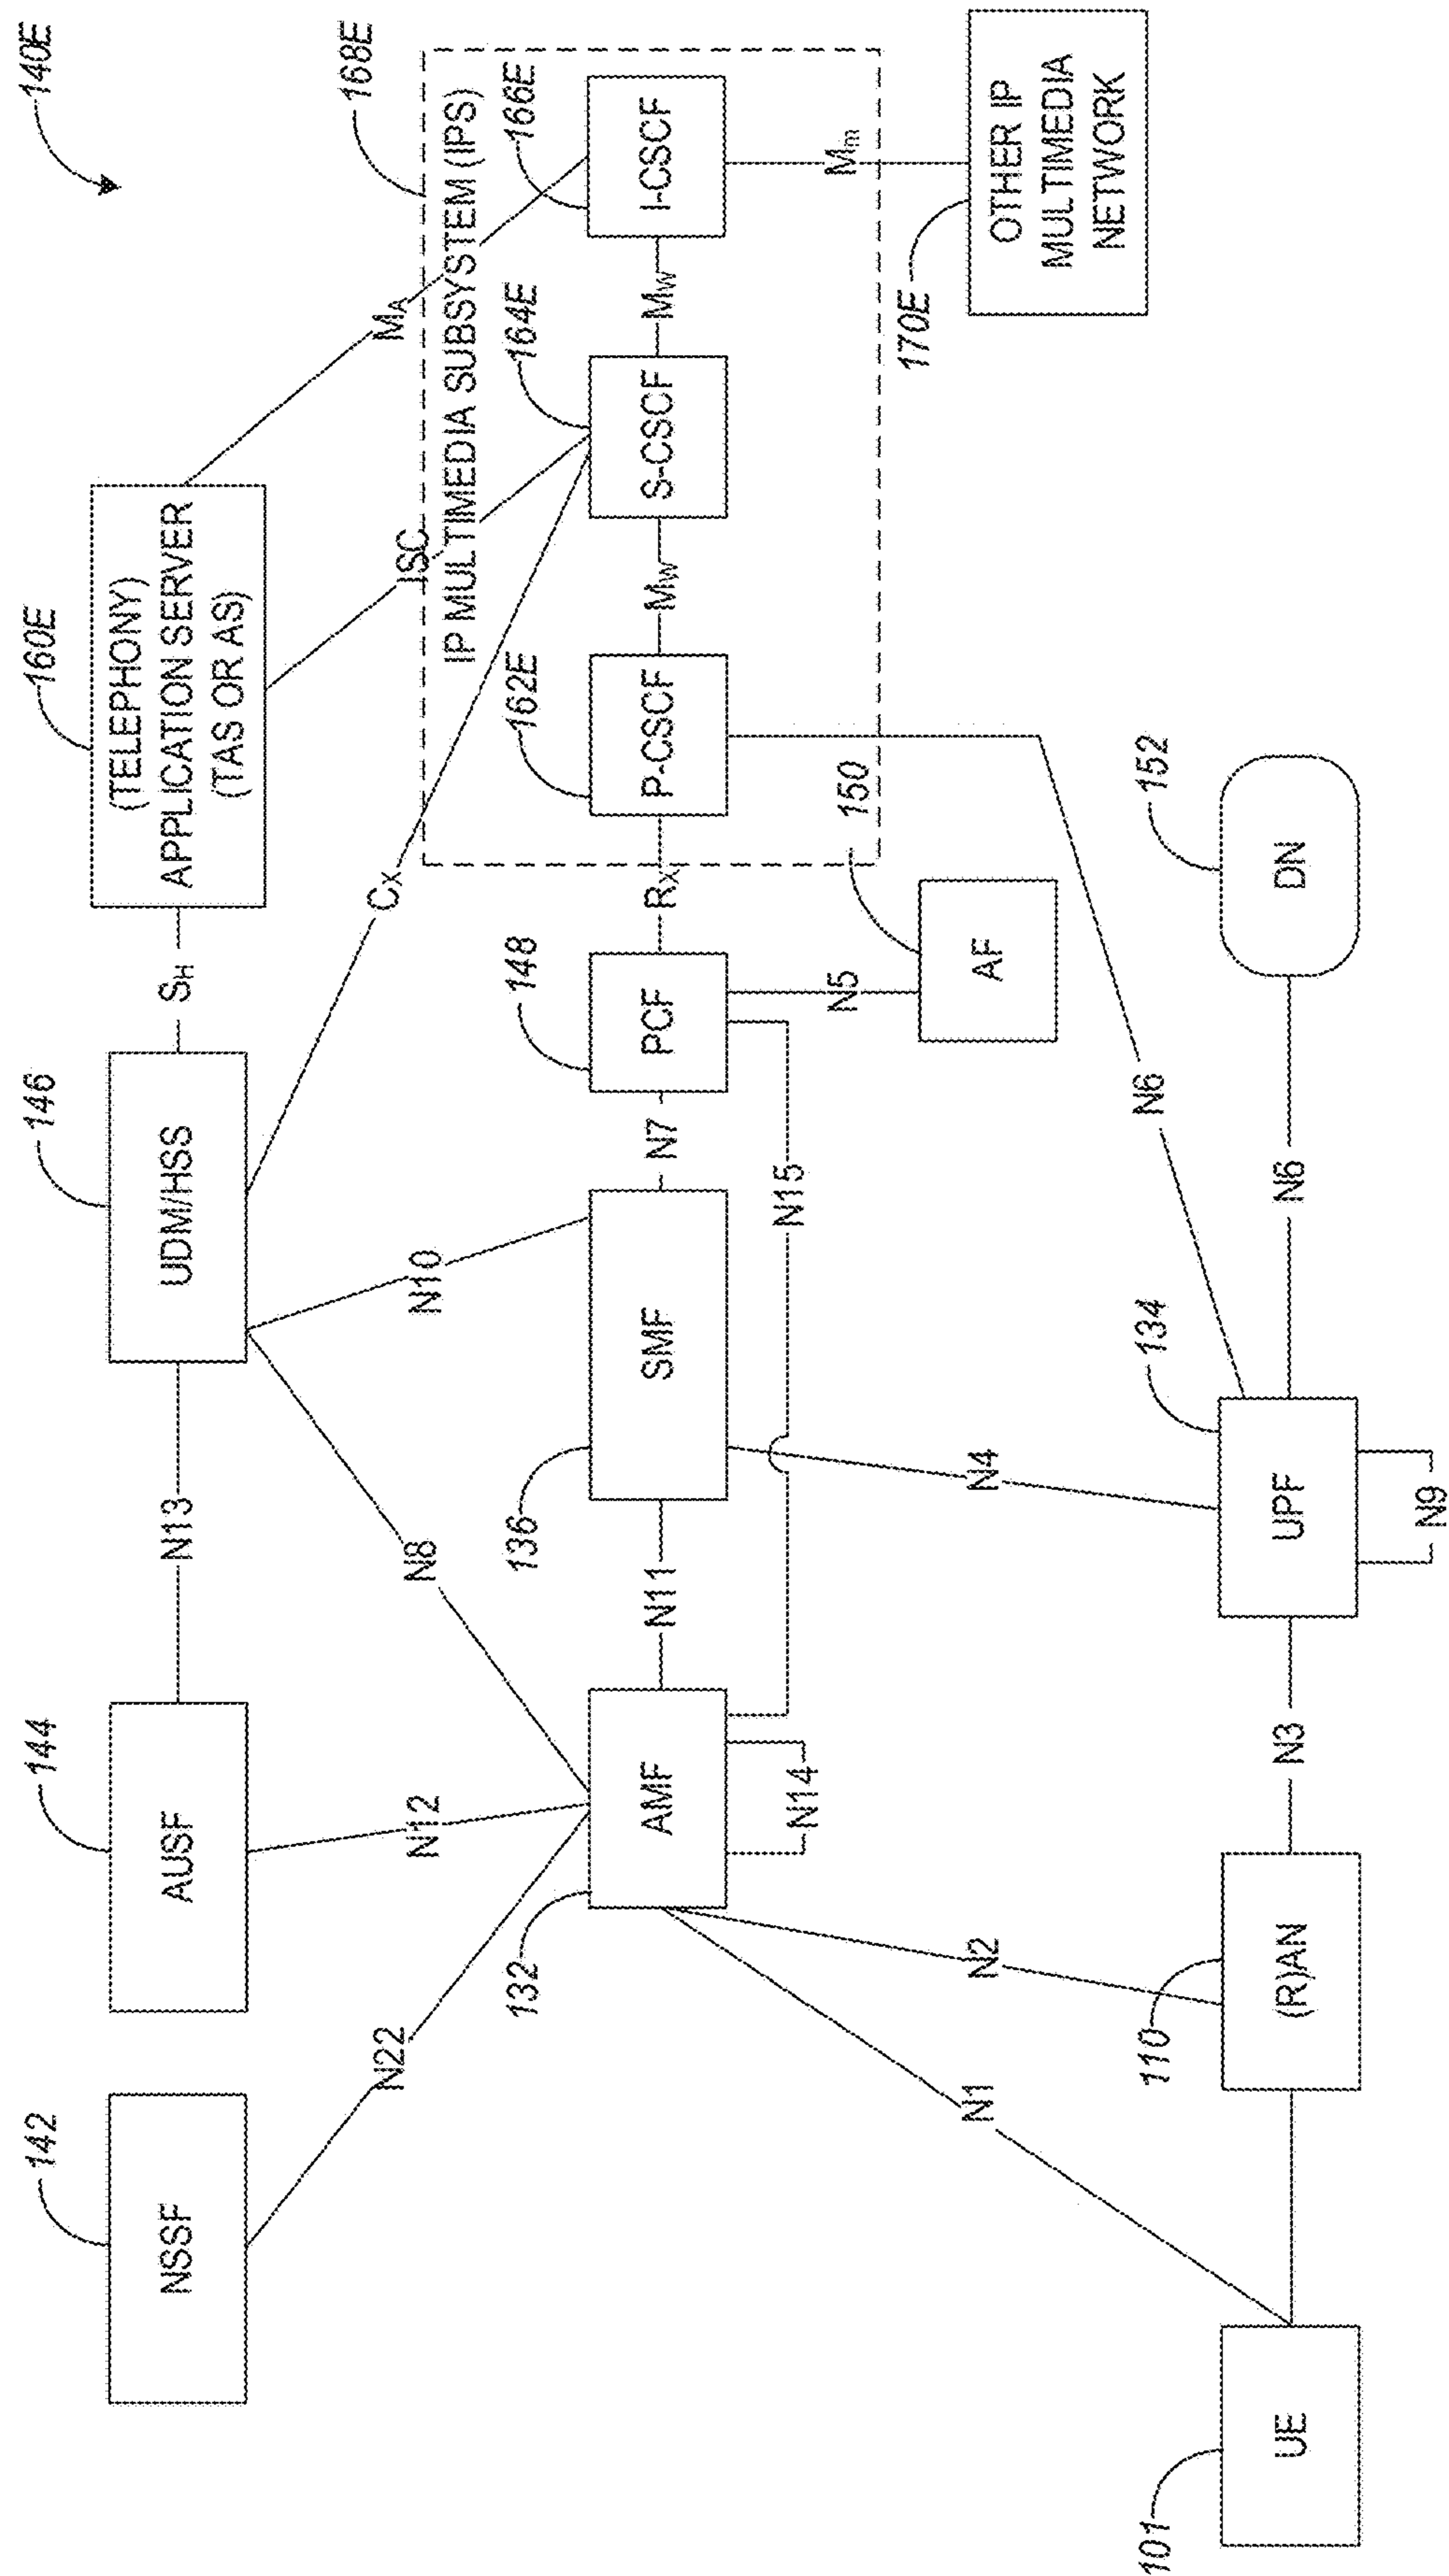 140E
142
144
146
160E
NSSF
AUSF
N13
UDM/HSS
SH
(TELEPHONY)
APPLICATION SERVER
(TAS OR AS)
168E
N22
N12
N8
N10
CX
ISC
MA
IP MULTIMEDIA SUBSYSTEM (IPS)
132
136
148
162E
164E
166E
AMF
N11
SMF
N7
PCF
RX
P-CSCF
MW
S-CSCF
MW
I-CSCF
N14
N15
N5
150
Mm
AF
170E
OTHER IP
MULTIMEDIA
NETWORK
N1
N2
N4
N6
101
110
134
152
UE
(R)AN
N3
UPF
N6
DN
N9